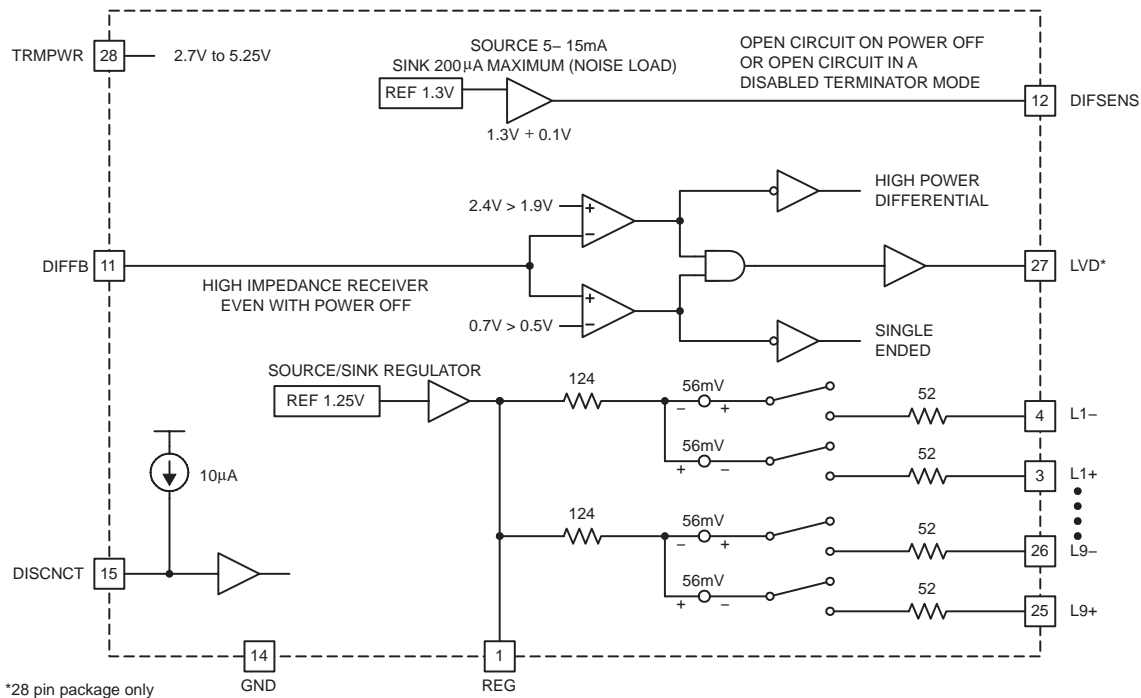 TRMPWR
28
2.7V to 5.25V
SOURCE 5– 15mA
SINK 200µA MAXIMUM (NOISE LOAD)
REF 1.3V
1.3V + 0.1V
OPEN CIRCUIT ON POWER OFF
OR OPEN CIRCUIT IN A
DISABLED TERMINATOR MODE
12
DIFSENS
2.4V > 1.9V
+
–
HIGH POWER
DIFFERENTIAL
DIFFB
11
HIGH IMPEDANCE RECEIVER
EVEN WITH POWER OFF
27
LVD*
+
–
0.7V > 0.5V
SINGLE
ENDED
SOURCE/SINK REGULATOR
REF 1.25V
124
56mV
– +
52
4
L1–
56mV
+ –
52
3
L1+
10µA
124
56mV
– +
52
26
L9–
56mV
+ –
52
25
L9+
DISCNCT
15
14
GND
1
REG
*28 pin package only